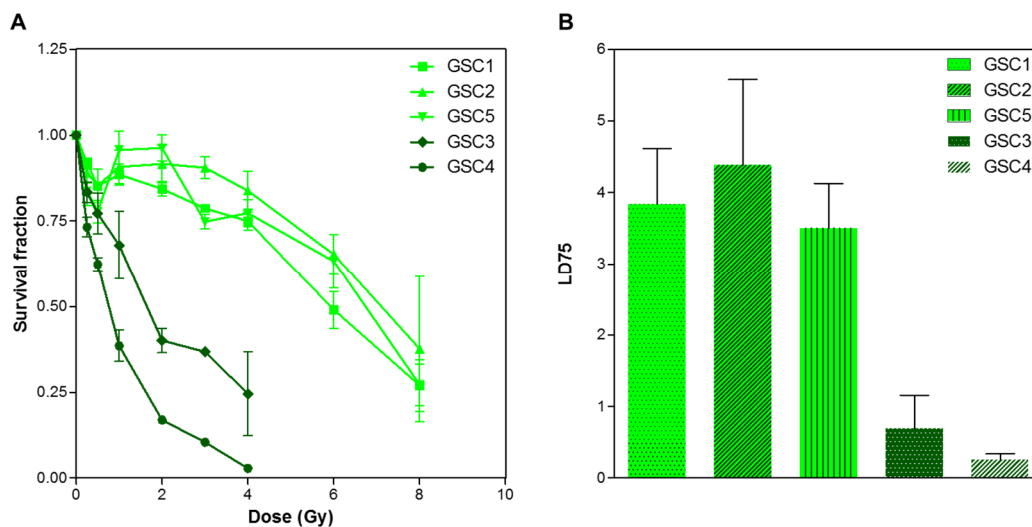 A
1.25
1.00
0.75
0.50
0.25
0.00
Survival fraction
0
2
4
6
8
10
Dose (Gy)
GSC1
GSC2
GSC5
GSC3
GSC4
B
6
5
4
3
2
1
0
LD75
GSC1
GSC2
GSC5
GSC3
GSC4